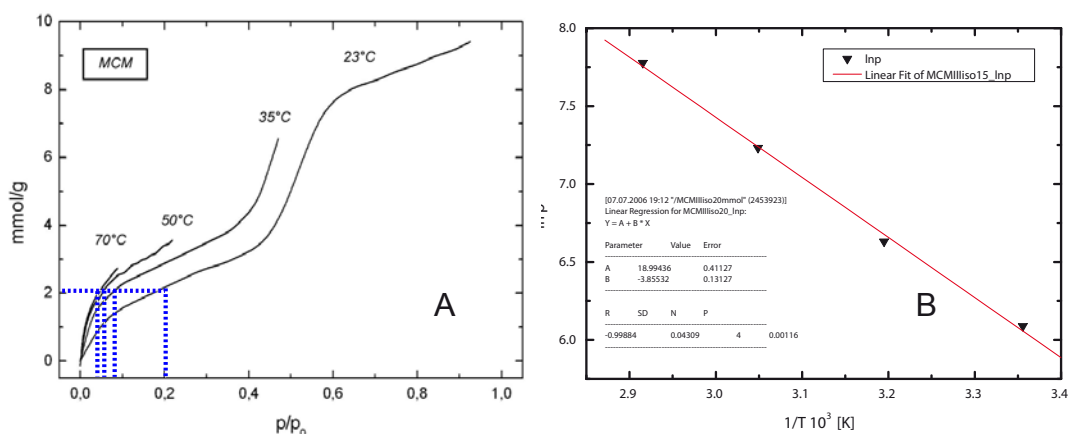 mmol/g
10
8
6
4
2
0
MCM
23°C
35°C
50°C
70°C
A
0,0 0,2 0,4 0,6 0,8 1,0
p/p₀
8.0
7.5
7.0
6.5
6.0
lnp
Linear Fit of MCMIIIiso15_lnp
[07.07.2006 19:12 "/MCMIIIiso20mmol" (2453923)]
Linear Regression for MCMIIIiso20_lnp:
Y = A + B * X
Parameter Value Error
------------------------------------------------------------
A 18.99436 0.41127
B -3.85532 0.13127
------------------------------------------------------------
R SD N P
------------------------------------------------------------
-0.99884 0.04309 4 0.00116
------------------------------------------------------------
B
2.9 3.0 3.1 3.2 3.3 3.4
1/T 10³ [K]